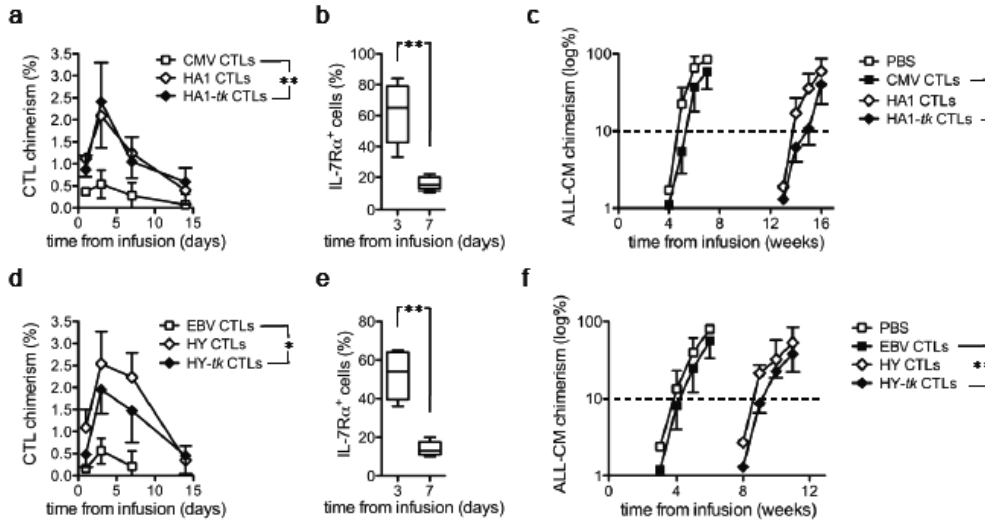 a
CTL chimerism (%)
3.5
3.0
2.5
2.0
1.5
1.0
0.5
0.0
0 5 10 15
time from infusion (days)
CMV CTLs
HA1 CTLs
HA1-tk CTLs
**
b
IL-7Rα+ cells (%)
100
80
60
40
20
0
**
3 7
time from infusion (days)
c
ALL-CM chimerism (log%)
100
10
1
0 4 8 12 16
time from infusion (weeks)
PBS
CMV CTLs
HA1 CTLs
HA1-tk CTLs
d
CTL chimerism (%)
3.5
3.0
2.5
2.0
1.5
1.0
0.5
0.0
0 5 10 15
time from infusion (days)
EBV CTLs
HY CTLs
HY-tk CTLs
*
e
IL-7Rα+ cells (%)
80
60
40
20
0
**
3 7
time from infusion (days)
f
ALL-CM chimerism (log%)
100
10
1
0 4 8 12
time from infusion (weeks)
PBS
EBV CTLs
HY CTLs
HY-tk CTLs
**